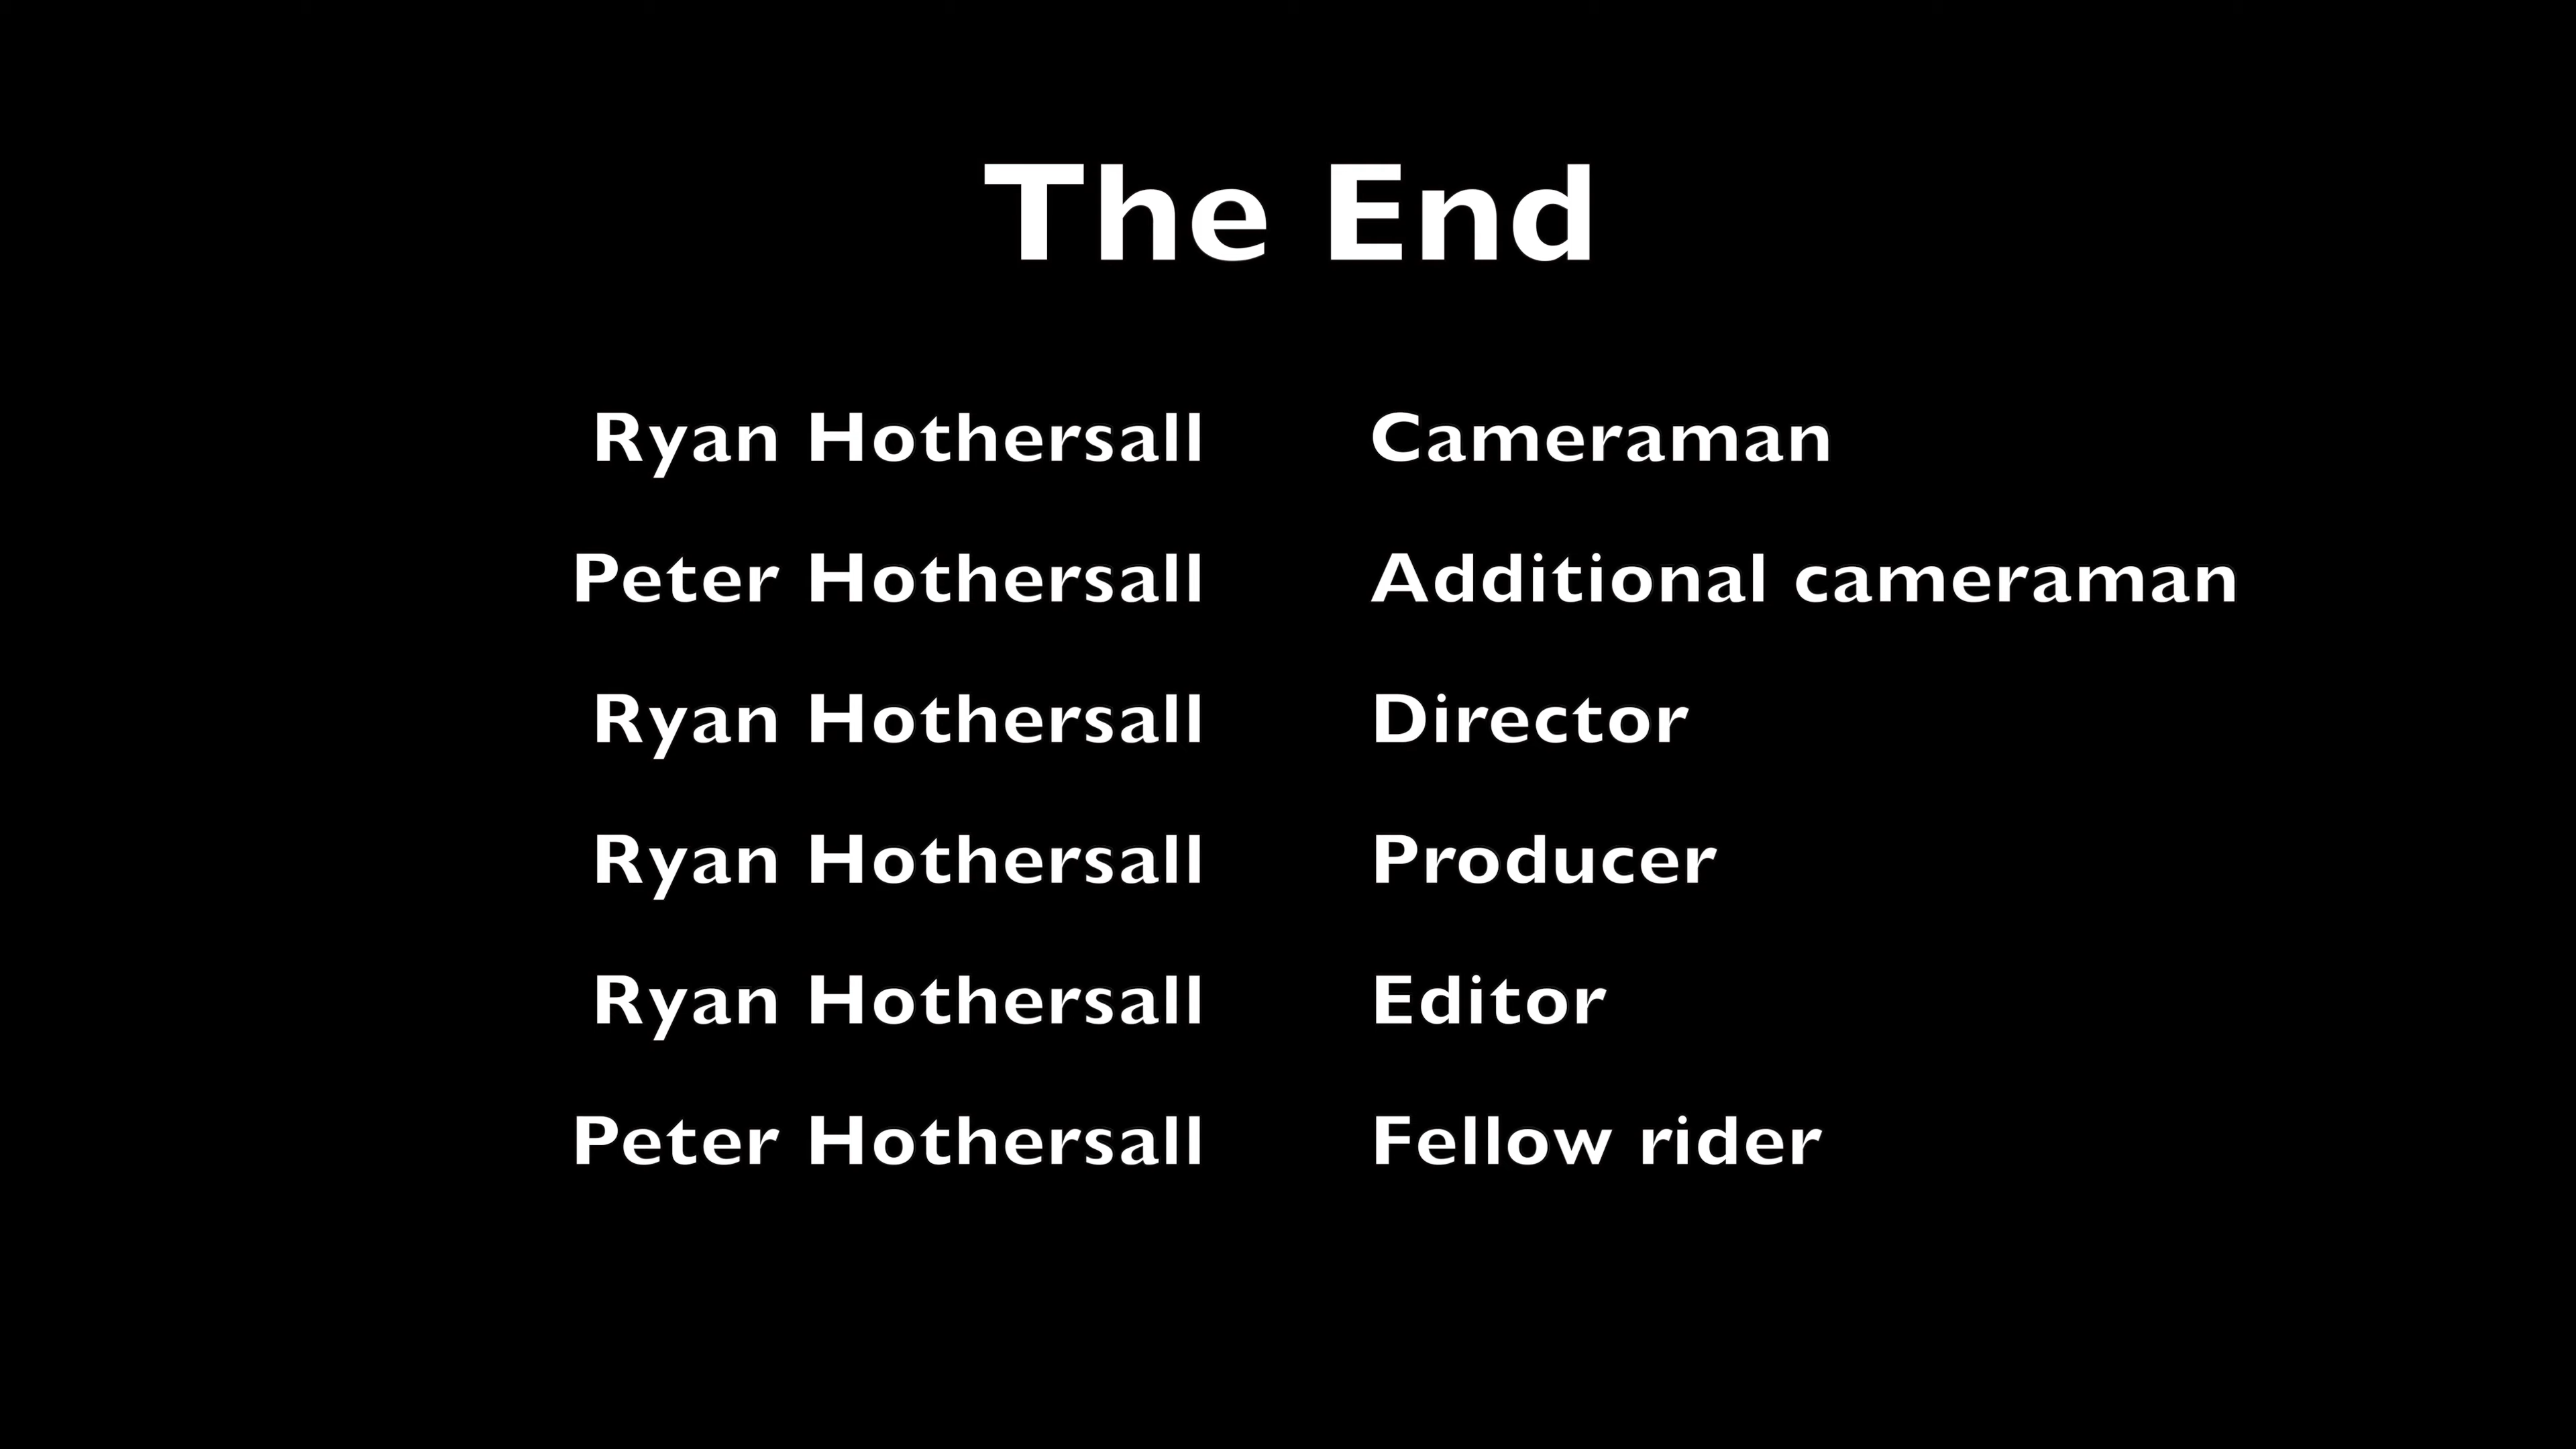 The End
Ryan Hothersall Cameraman
Peter Hothersall Additional cameraman
Ryan Hothersall Director
Ryan Hothersall Producer
Ryan Hothersall Editor
Peter Hothersall Fellow rider